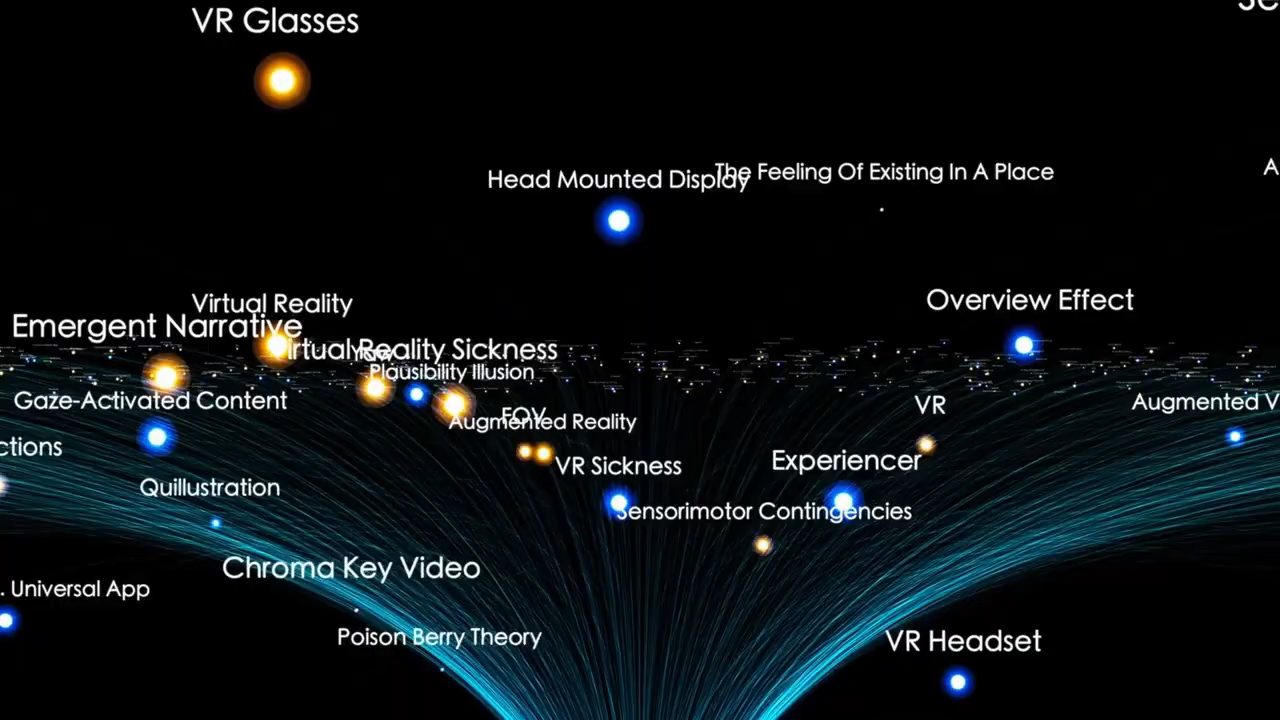 VR Glasses
Head Mounted Display
The Feeling Of Existing In A Place
Virtual Reality
Overview Effect
Emergent Narrative
Virtual Reality Sickness
Plausibility Illusion
Gaze-Activated Content
Augmented V
VR
FOV
Augmented Reality
ctions
VR Sickness
Experiencer
Quillustration
Sensorimotor Contingencies
Chroma Key Video
. Universal App
Poison Berry Theory
VR Headset